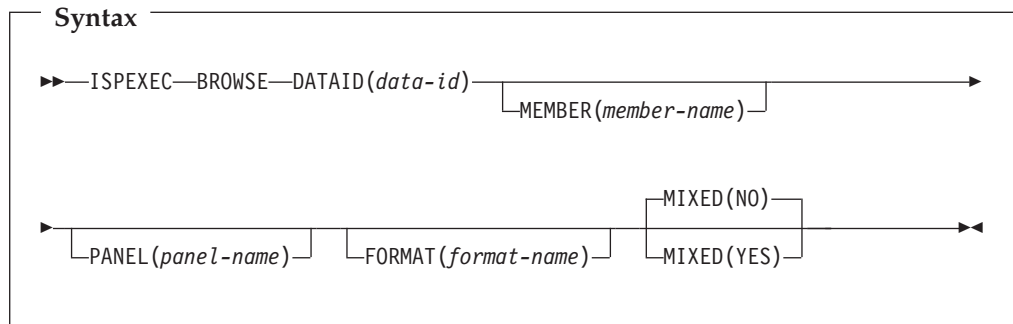 Syntax
ISPEXEC BROWSE DATAID(data-id)
MEMBER(member-name)
MIXED(NO)
PANEL(panel-name) FORMAT(format-name) MIXED(YES)